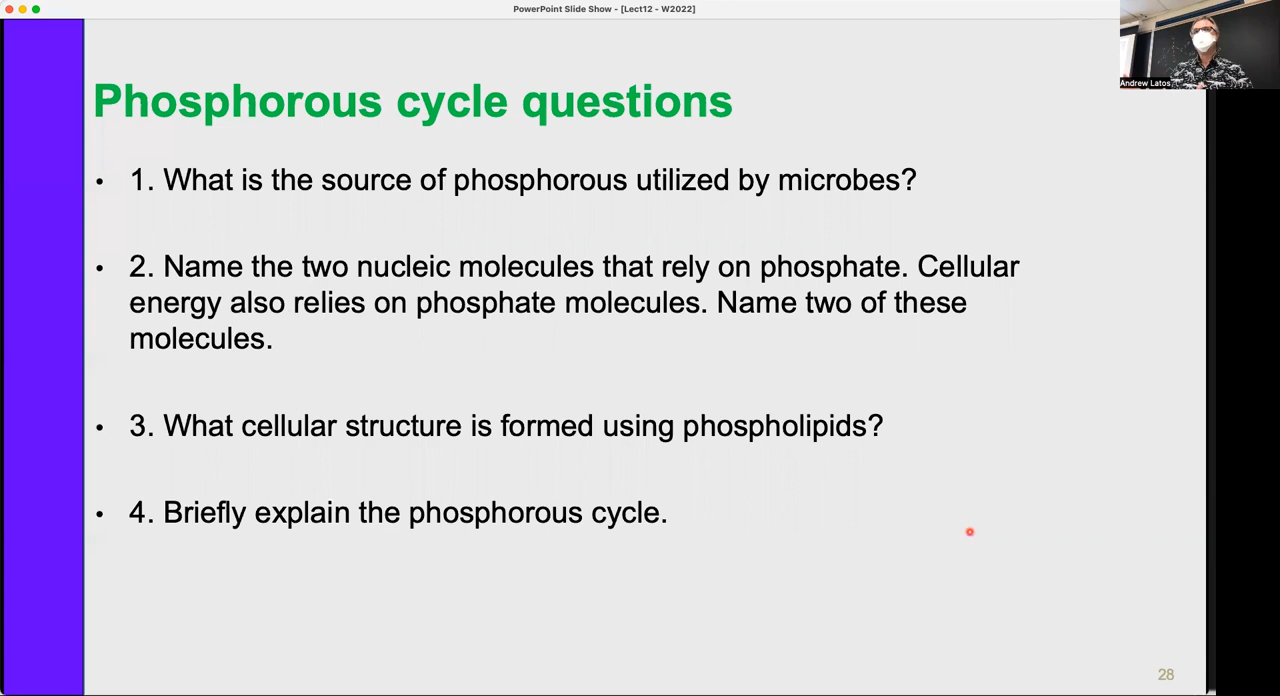 PowerPoint Slide Show - [Lect12 - W2022]
Andrew Latos
Phosphorous cycle questions
• 1. What is the source of phosphorous utilized by microbes?
• 2. Name the two nucleic molecules that rely on phosphate. Cellular
energy also relies on phosphate molecules. Name two of these
molecules.
• 3. What cellular structure is formed using phospholipids?
• 4. Briefly explain the phosphorous cycle.
28